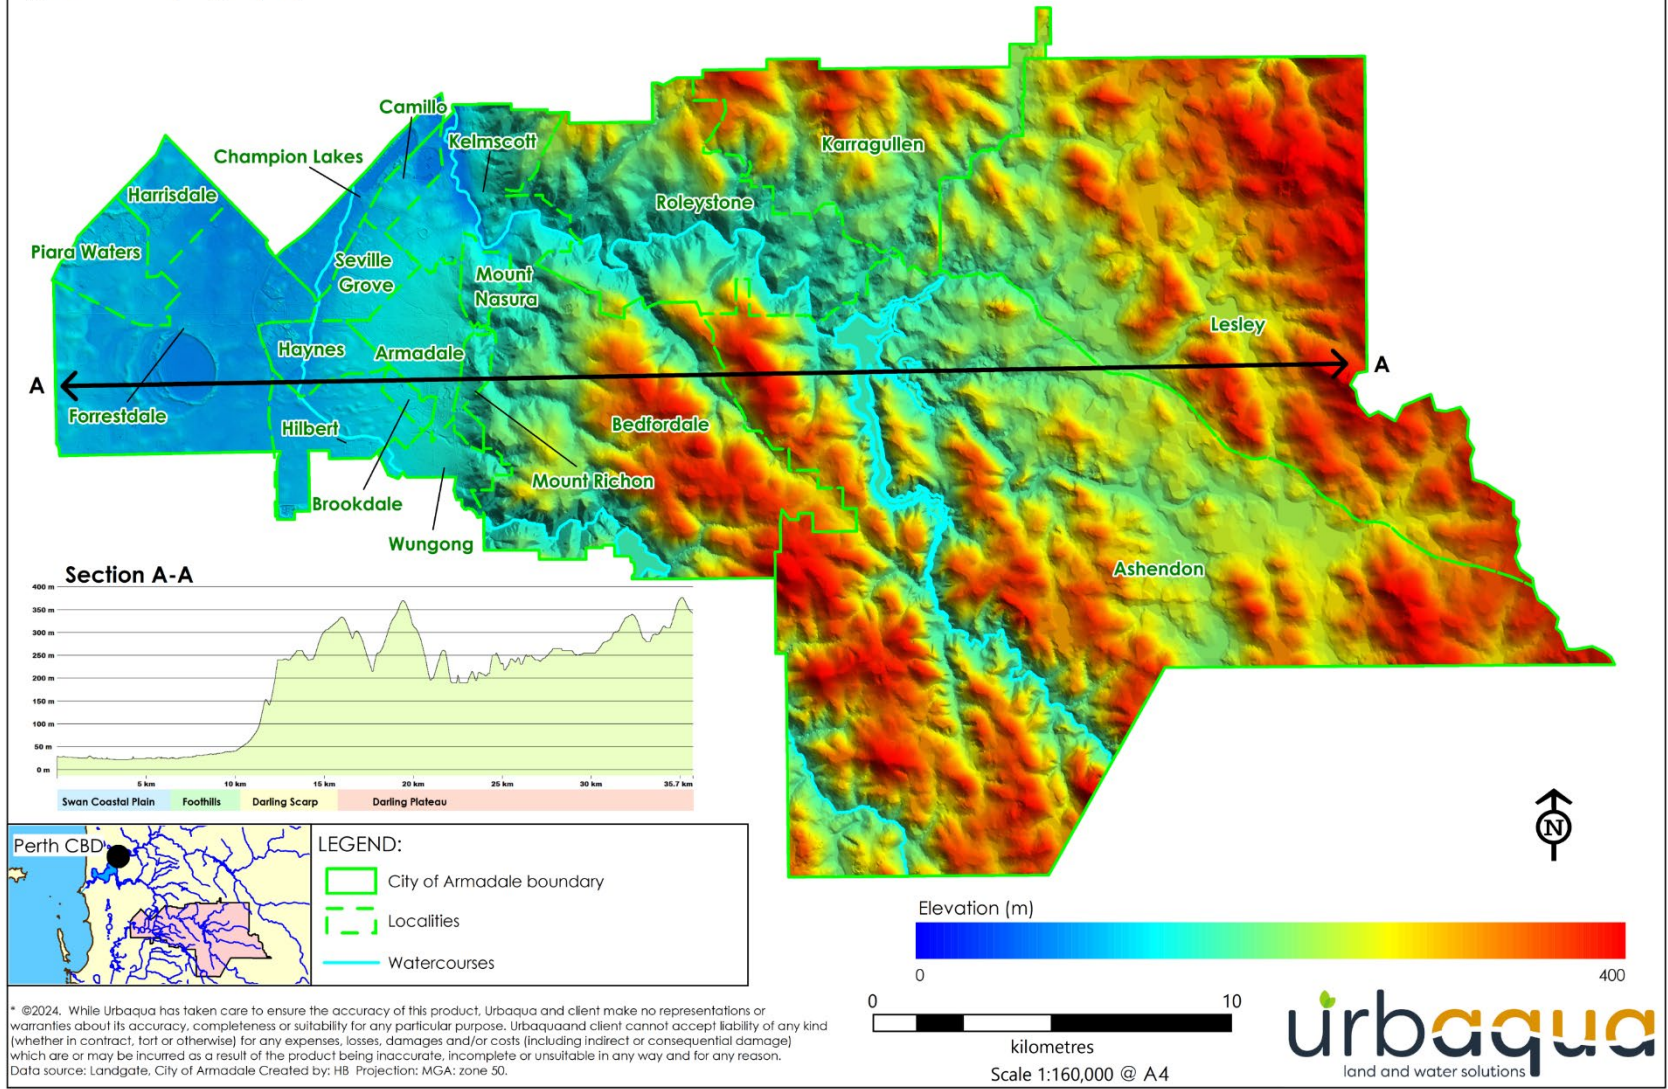 Camillo
Kelmscott
Champion Lakes
Karragullen
Harrisdale
Roleystone
Piara Waters
Seville
Grove
Mount
Nasura
Lesley
Haynes
Armadale
A
A
Forrestdale
Hilbert
Bedfordale
Mount Richon
Brookdale
Wungong
Ashendon
Section A-A
400 m
350 m
300 m
250 m
200 m
150 m
100 m
50 m
0 m
5 km
10 km
15 km
20 km
25 km
30 km
35.7 km
Swan Coastal Plain
Foothills
Darling Scarp
Darling Plateau
Perth CBD
LEGEND:
City of Armadale boundary
Localities
Watercourses
N
Elevation (m)
0
400
0
10
kilometres
Scale 1:160,000 @ A4
urbaqua
land and water solutions
* ©2024. While Urbaqua has taken care to ensure the accuracy of this product, Urbaqua and client make no representations or
warranties about its accuracy, completeness or suitability for any particular purpose. Urbaquaand client cannot accept liability of any kind
(whether in contract, tort or otherwise) for any expenses, losses, damages and/or costs (including indirect or consequential damage)
which are or may be incurred as a result of the product being inaccurate, incomplete or unsuitable in any way and for any reason.
Data source: Landgate, City of Armadale Created by: HB Projection: MGA: zone 50.